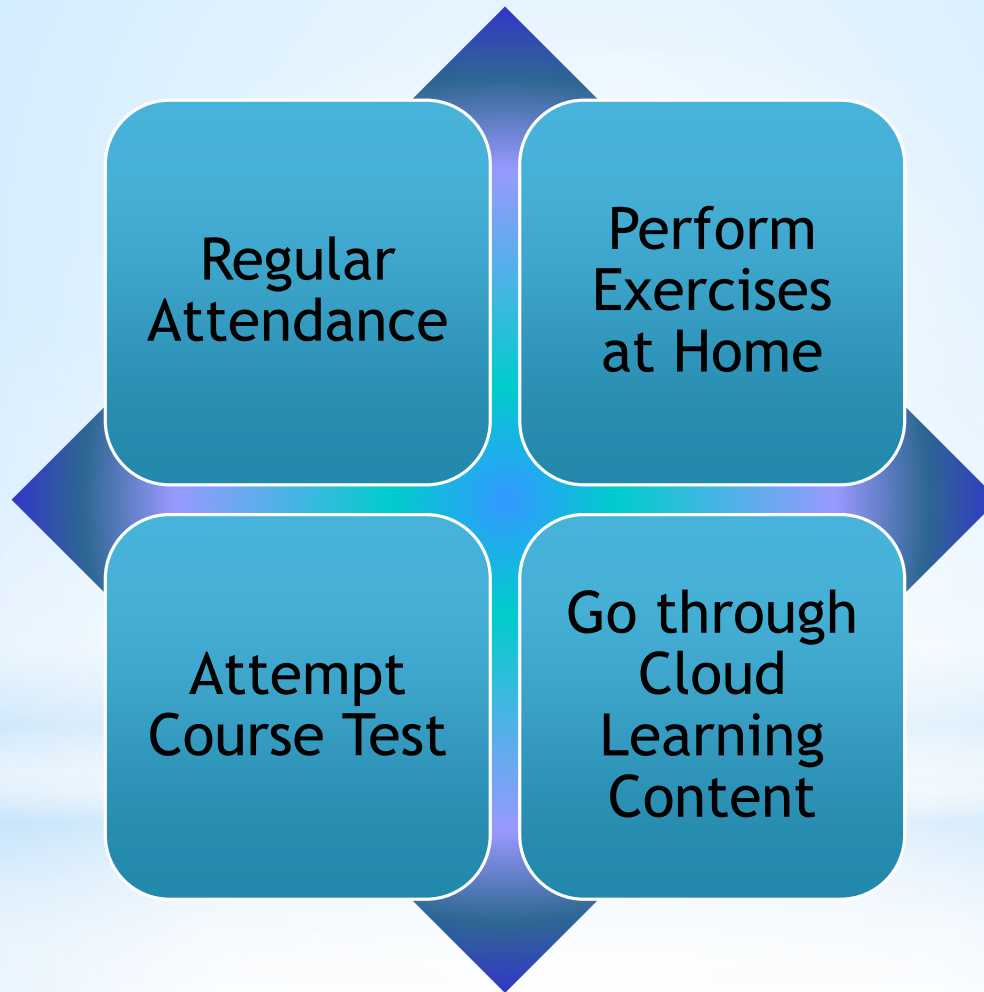 Regular
Attendance
Perform
Exercises
at Home
Attempt
Course Test
Go through
Cloud
Learning
Content